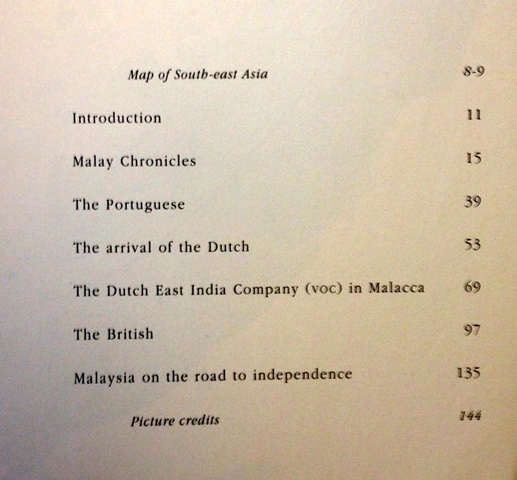 Map of South-east Asia 8-9
Introduction 11
Malay Chronicles 15
The Portuguese 39
The arrival of the Dutch 53
The Dutch East India Company (VOC) in Malacca 69
The British 97
Malaysia on the road to independence 135
Picture credits 144